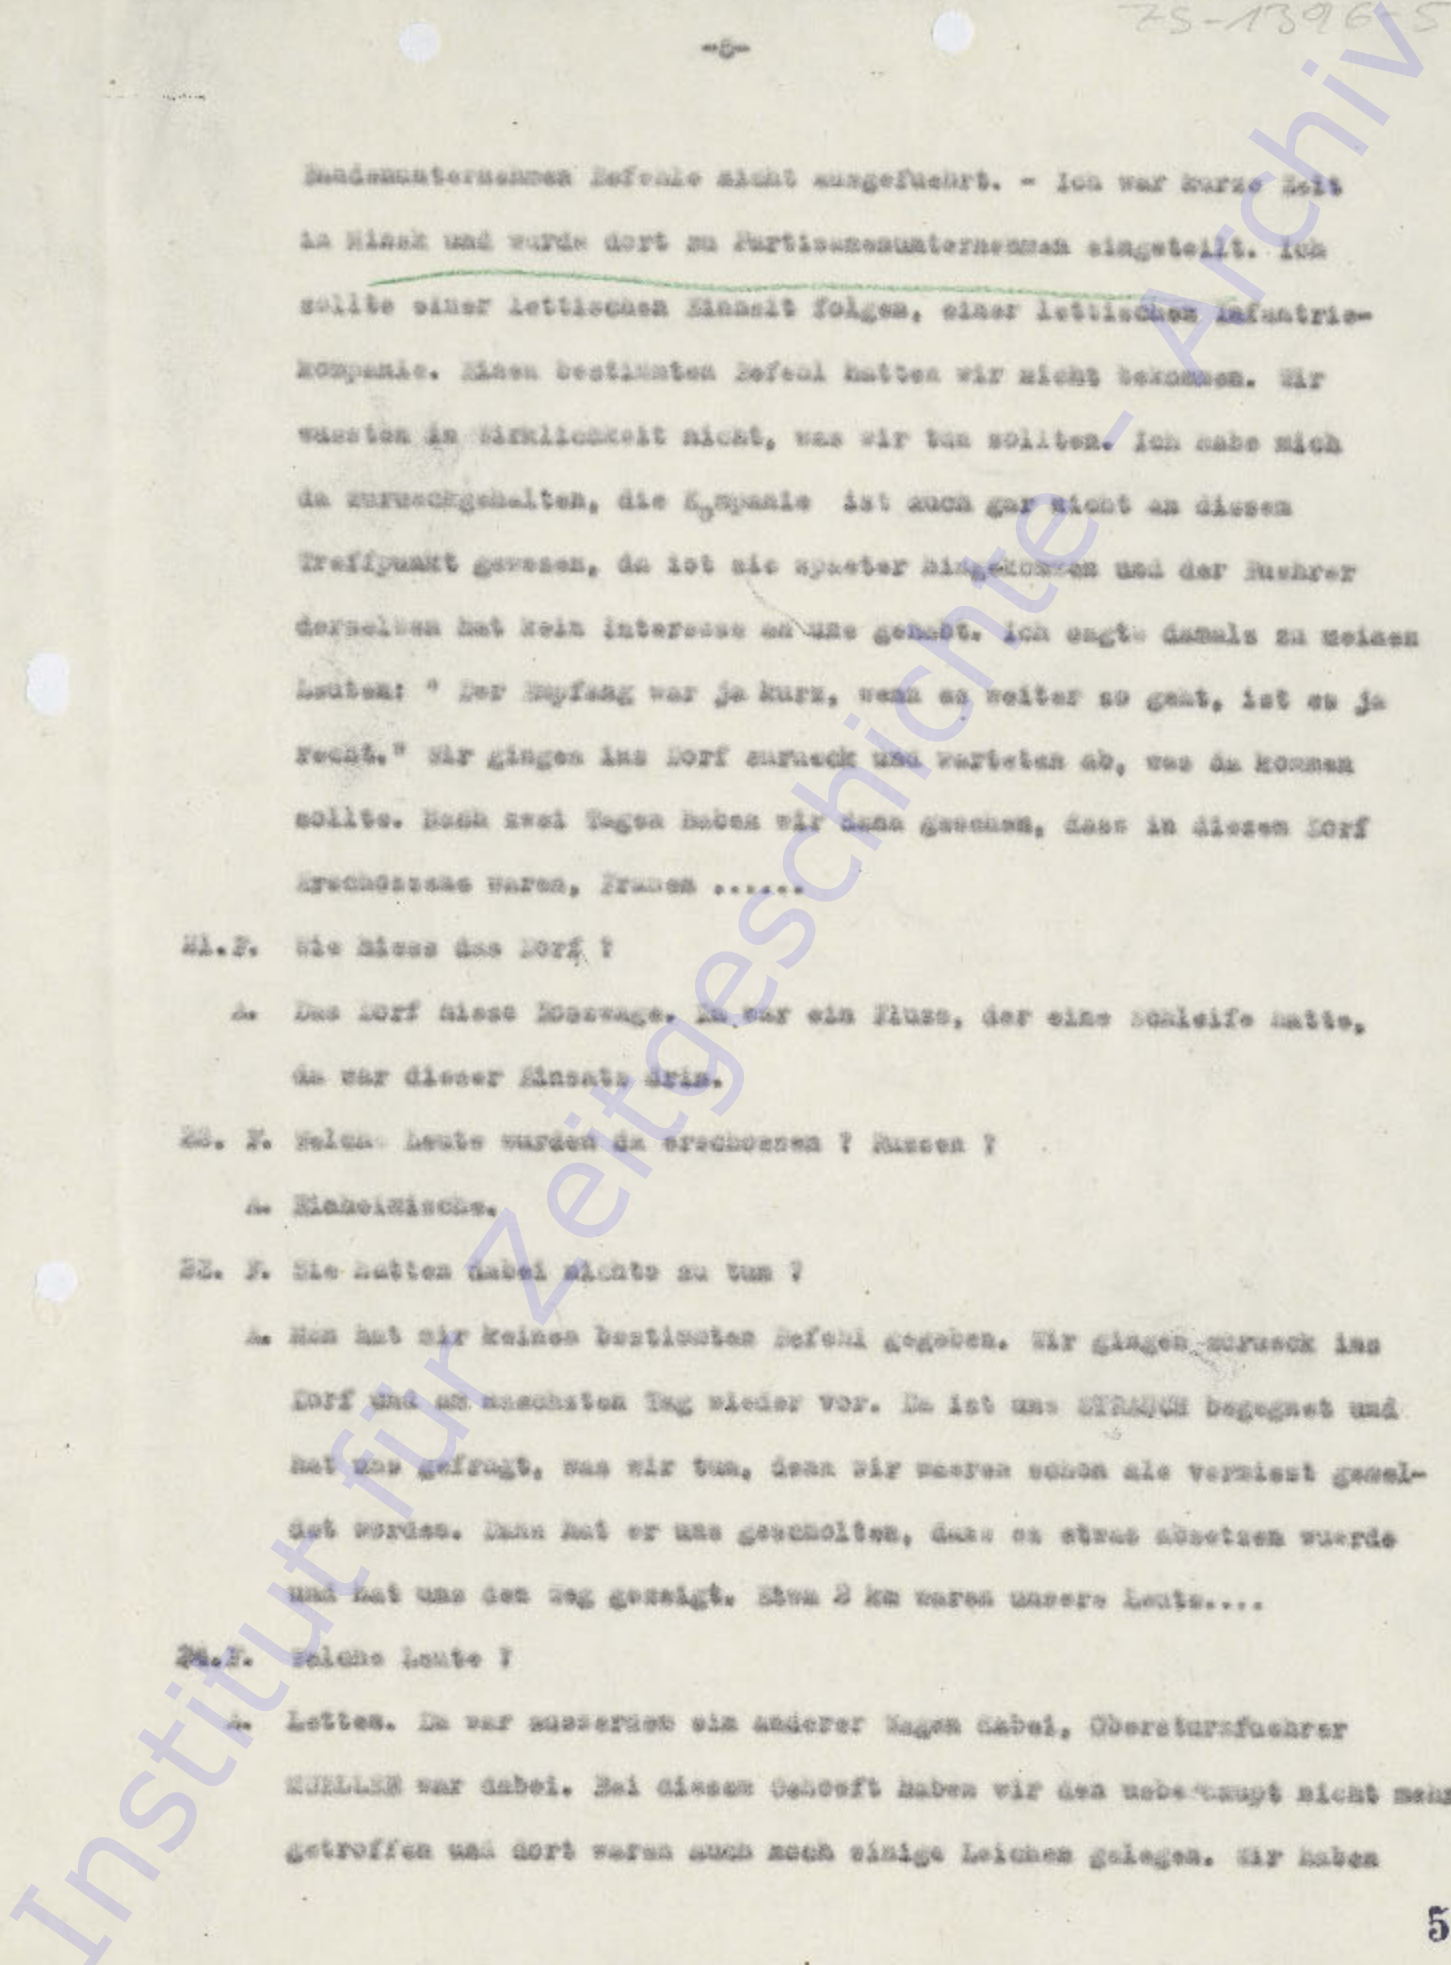 ZS-1396-5
-5-
Bandenunternehmen Befehle nicht ausgefuehrt. - Ich war kurze Zeit
in Minsk und wurde dort zu Partisanenunternehmen eingeteilt. Ich
sollte einer lettischen Einheit folgen, einer lettischen Infantrie-
kompanie. Einen bestimmten Befehl hatten wir nicht bekommen. Wir
wussten in Wirklichkeit nicht, was wir tun sollten. Ich habe mich
da zurueckgehalten, die Kompanie ist auch gar nicht an diesem
Treffpunkt gewesen, da ist sie spaeter hingekommen und der Fuehrer
derselben hat kein Interesse an uns gehabt. Ich sagte damals zu meinen
Leuten: " Der Empfang war ja kurz, wenn es weiter so geht, ist es ja
recht." Wir gingen ins Dorf zurueck und warteten ab, was da kommen
sollte. Nach zwei Tagen haben wir dann gesehen, dass in diesem Dorf
Erschossene waren, Frauen ......
21.F. Wie hiess das Dorf ?
A. Das Dorf hiess Da war ein Fluss, der eine Schleife hatte,
da war dieser Einsatz drin.
22. F. Welche Leute wurden da erschossen ? Russen ?
A. Einheimische.
23. F. Sie hatten dabei nichts zu tun ?
A. Man hat mir keinen bestimmten Befehl gegeben. Wir gingen zurueck ins
Dorf und am naechsten Tag wieder vor. Da ist uns STRAUCH begegnet und
hat uns gefragt, was wir tun, denn wir waeren schon als vermisst gemel-
det worden. Dann hat er uns gescholten, dass es etwas absetzen wuerde
und hat uns den Weg gezeigt. Etwa 2 km waren unsere Leute....
24.F. Welche Leute ?
A. Letten. Da war ausserdem ein anderer Wagen dabei, Obersturmfuehrer
MUELLER war dabei. Bei diesem Gehoeft haben wir den ueberhaupt nicht mehr
getroffen und dort waren auch noch einige Leichen gelegen. Wir haben
5
Institut für Zeitgeschichte - Archiv